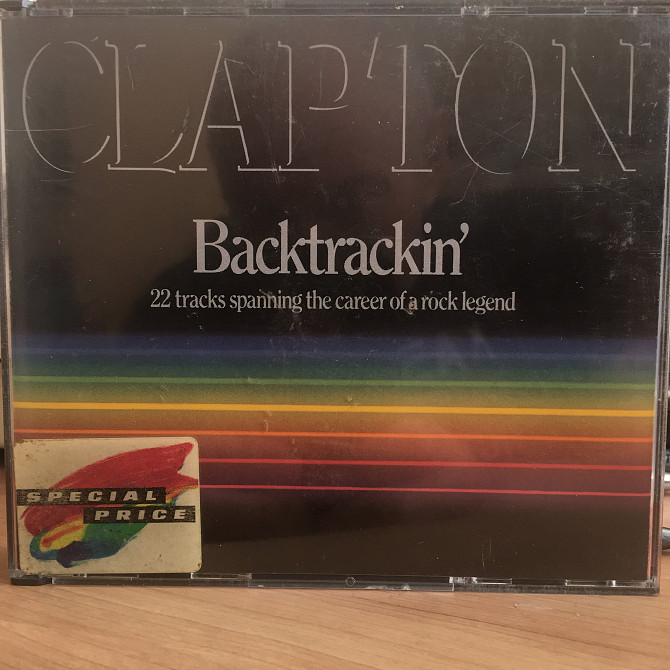 CLAPTON
Backtrackin'
22 tracks spanning the career of a rock legend
SPECIAL
PRICE